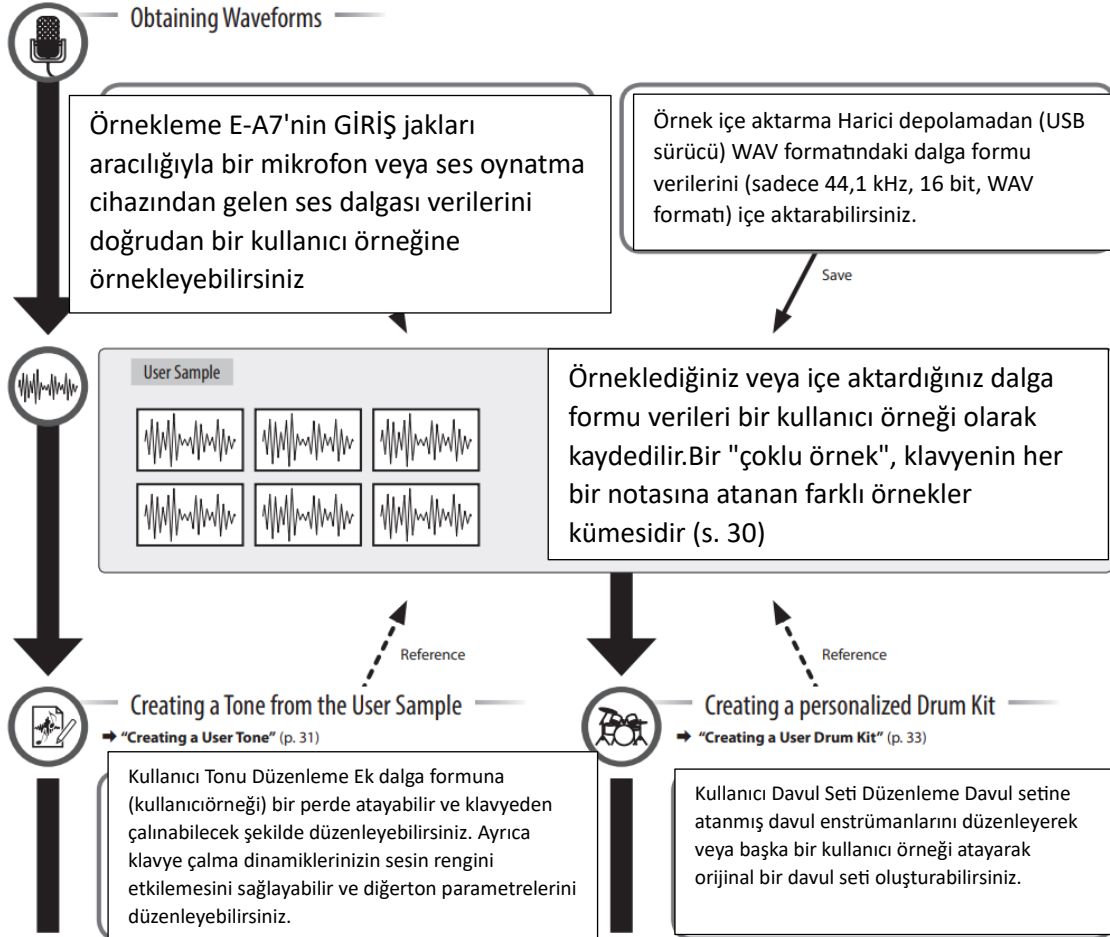 Obtaining Waveforms
Örnekleme E-A7'nin GİRİŞ jakları
aracılığıyla bir mikrofon veya ses oynatma
cihazından gelen ses dalgası verilerini
doğrudan bir kullanıcı örneğine
örnekleyebilirsiniz
Örnek içe aktarma Harici depolamadan (USB
sürücü) WAV formatındaki dalga formu
verilerini (sadece 44,1 kHz, 16 bit, WAV
formatı) içe aktarabilirsiniz.
Save
User Sample
Örneklediğiniz veya içe aktardığınız dalga
formu verileri bir kullanıcı örneği olarak
kaydedilir.Bir "çoklu örnek", klavyenin her
bir notasına atanan farklı örnekler
kümesidir (s. 30)
Reference
Reference
Creating a Tone from the User Sample
➡ "Creating a User Tone" (p. 31)
Kullanıcı Tonu Düzenleme Ek dalga formuna
(kullanıcıörneği) bir perde atayabilir ve klavyeden
çalınabilecek şekilde düzenleyebilirsiniz. Ayrıca
klavye çalma dinamiklerinizin sesin rengini
etkilemesini sağlayabilir ve diğerton parametrelerini
düzenleyebilirsiniz.
Creating a personalized Drum Kit
➡ "Creating a User Drum Kit" (p. 33)
Kullanıcı Davul Seti Düzenleme Davul setine
atanmış davul enstrümanlarını düzenleyerek
veya başka bir kullanıcı örneği atayarak
orijinal bir davul seti oluşturabilirsiniz.